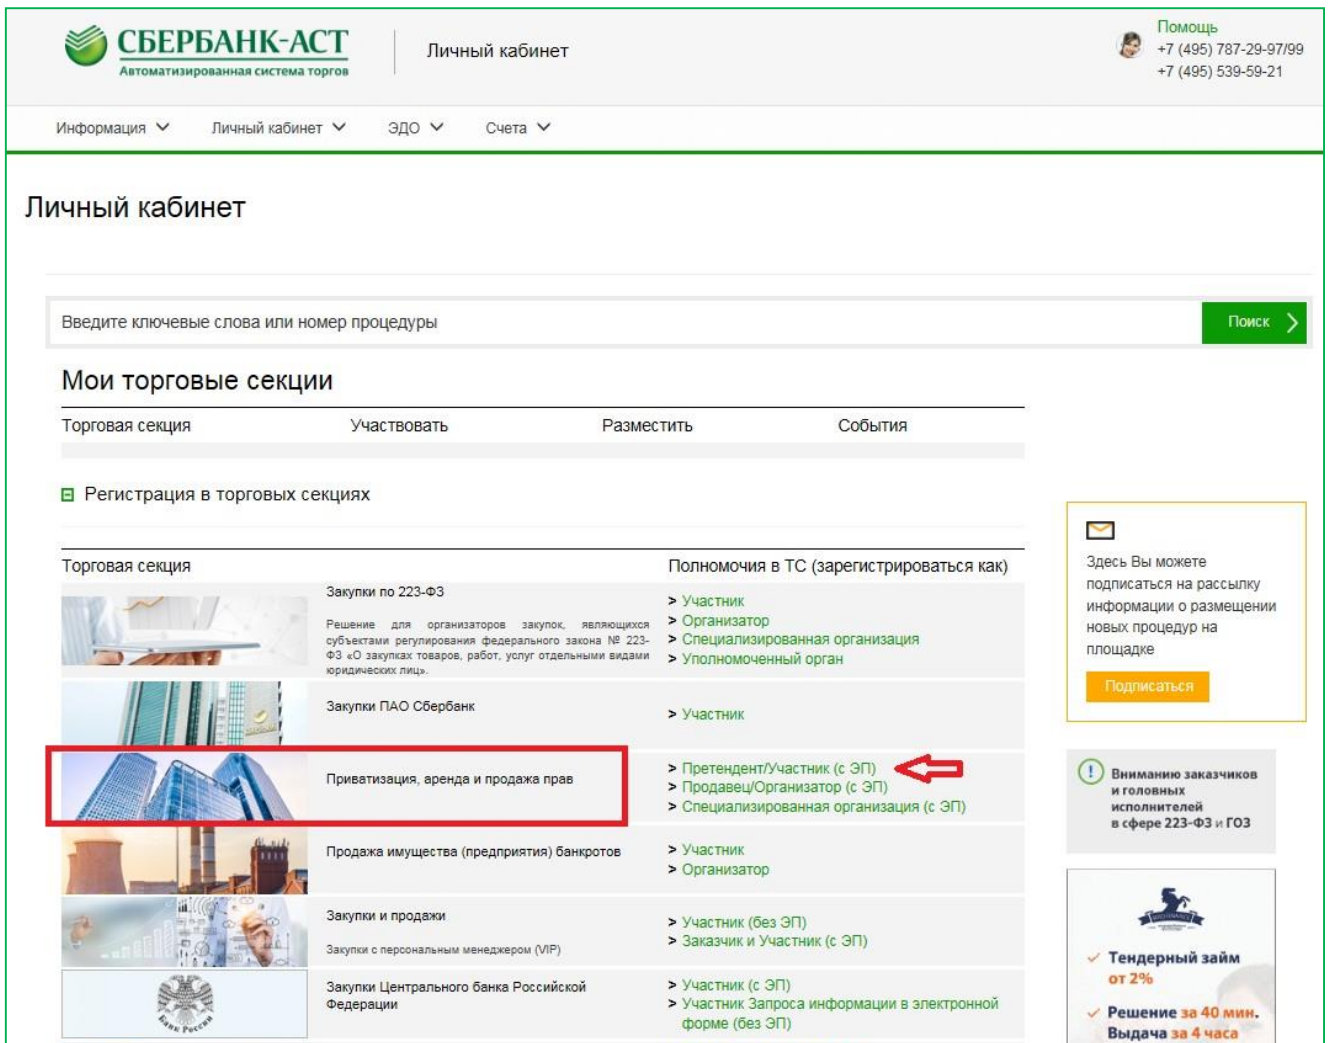 СБЕРБАНК-АСТ
Автоматизированная система торгов
Личный кабинет
Помощь
+7 (495) 787-29-97/99
+7 (495) 539-59-21
Информация
Личный кабинет
ЭДО
Счета
Личный кабинет
Введите ключевые слова или номер процедуры
Поиск
Мои торговые секции
Торговая секция
Участвовать
Разместить
События
Регистрация в торговых секциях
Торговая секция
Полномочия в ТС (зарегистрироваться как)
Закупки по 223-ФЗ
Решение для организаторов закупок, являющихся
субъектами регулирования федерального закона № 223-
ФЗ «О закупках товаров, работ, услуг отдельными видами
юридических лиц».
> Участник
> Организатор
> Специализированная организация
> Уполномоченный орган
Закупки ПАО Сбербанк
> Участник
Приватизация, аренда и продажа прав
> Претендент/Участник (с ЭП)
> Продавец/Организатор (с ЭП)
> Специализированная организация (с ЭП)
Продажа имущества (предприятия) банкротов
> Участник
> Организатор
Закупки и продажи
Закупки с персональным менеджером (VIP)
> Участник (без ЭП)
> Заказчик и Участник (с ЭП)
Банк России
Закупки Центрального банка Российской
Федерации
> Участник (с ЭП)
> Участник Запроса информации в электронной
форме (без ЭП)
Здесь Вы можете
подписаться на рассылку
информации о размещении
новых процедур на
площадке
Подписаться
! Вниманию заказчиков
и головных
исполнителей
в сфере 223-ФЗ и ГОЗ
Тендерный займ
от 2%
Решение за 40 мин.
Выдача за 4 часа